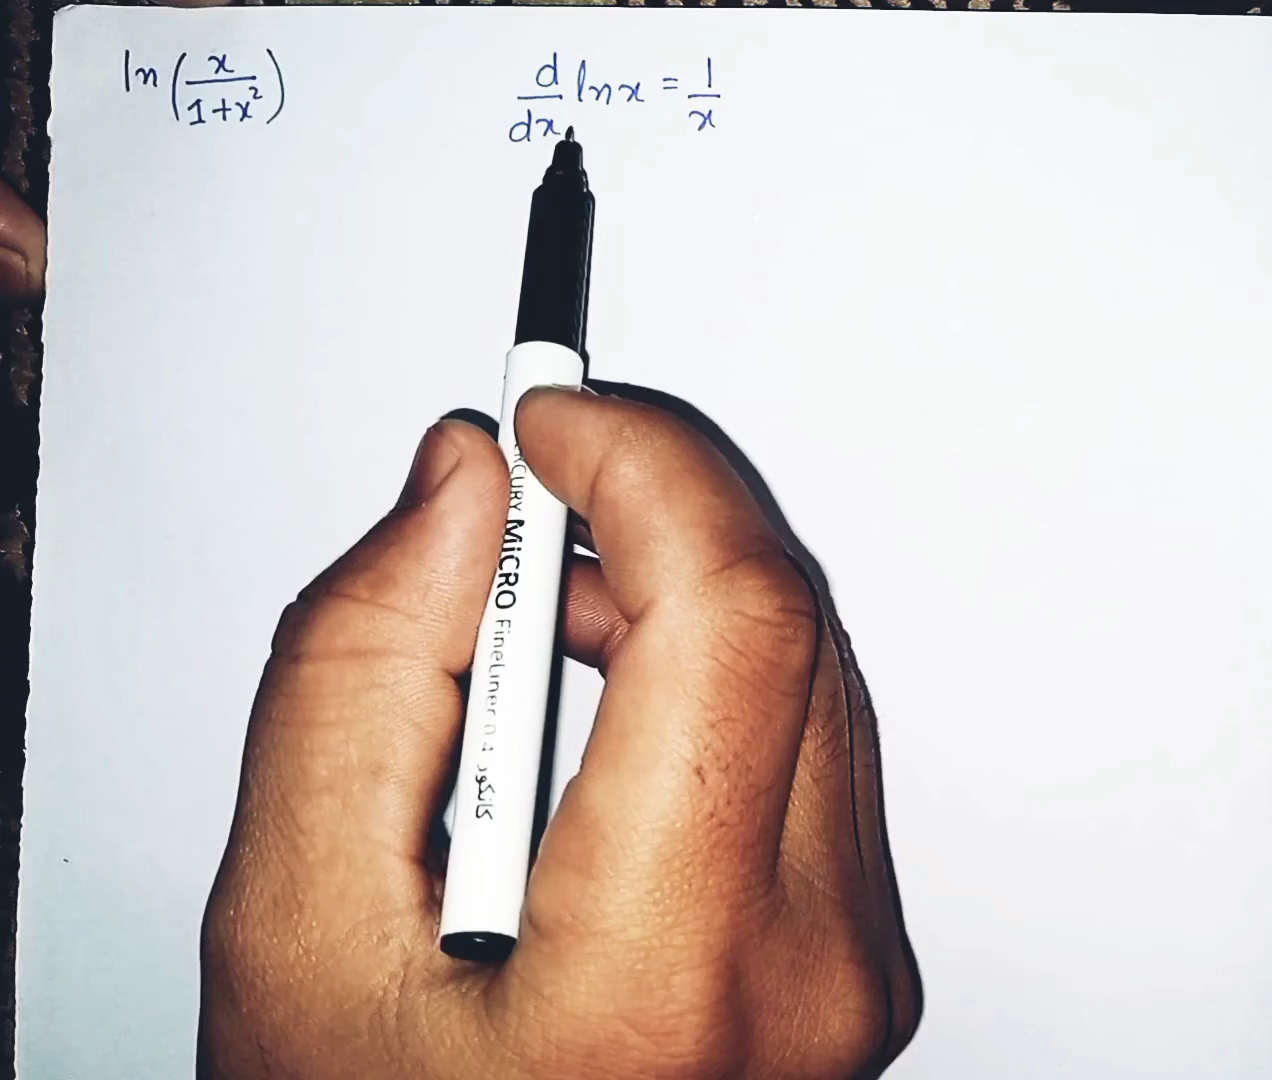 ln(x/(1+x²))
d/dx ln x = 1/x
MiCRO FineLiner 0.4